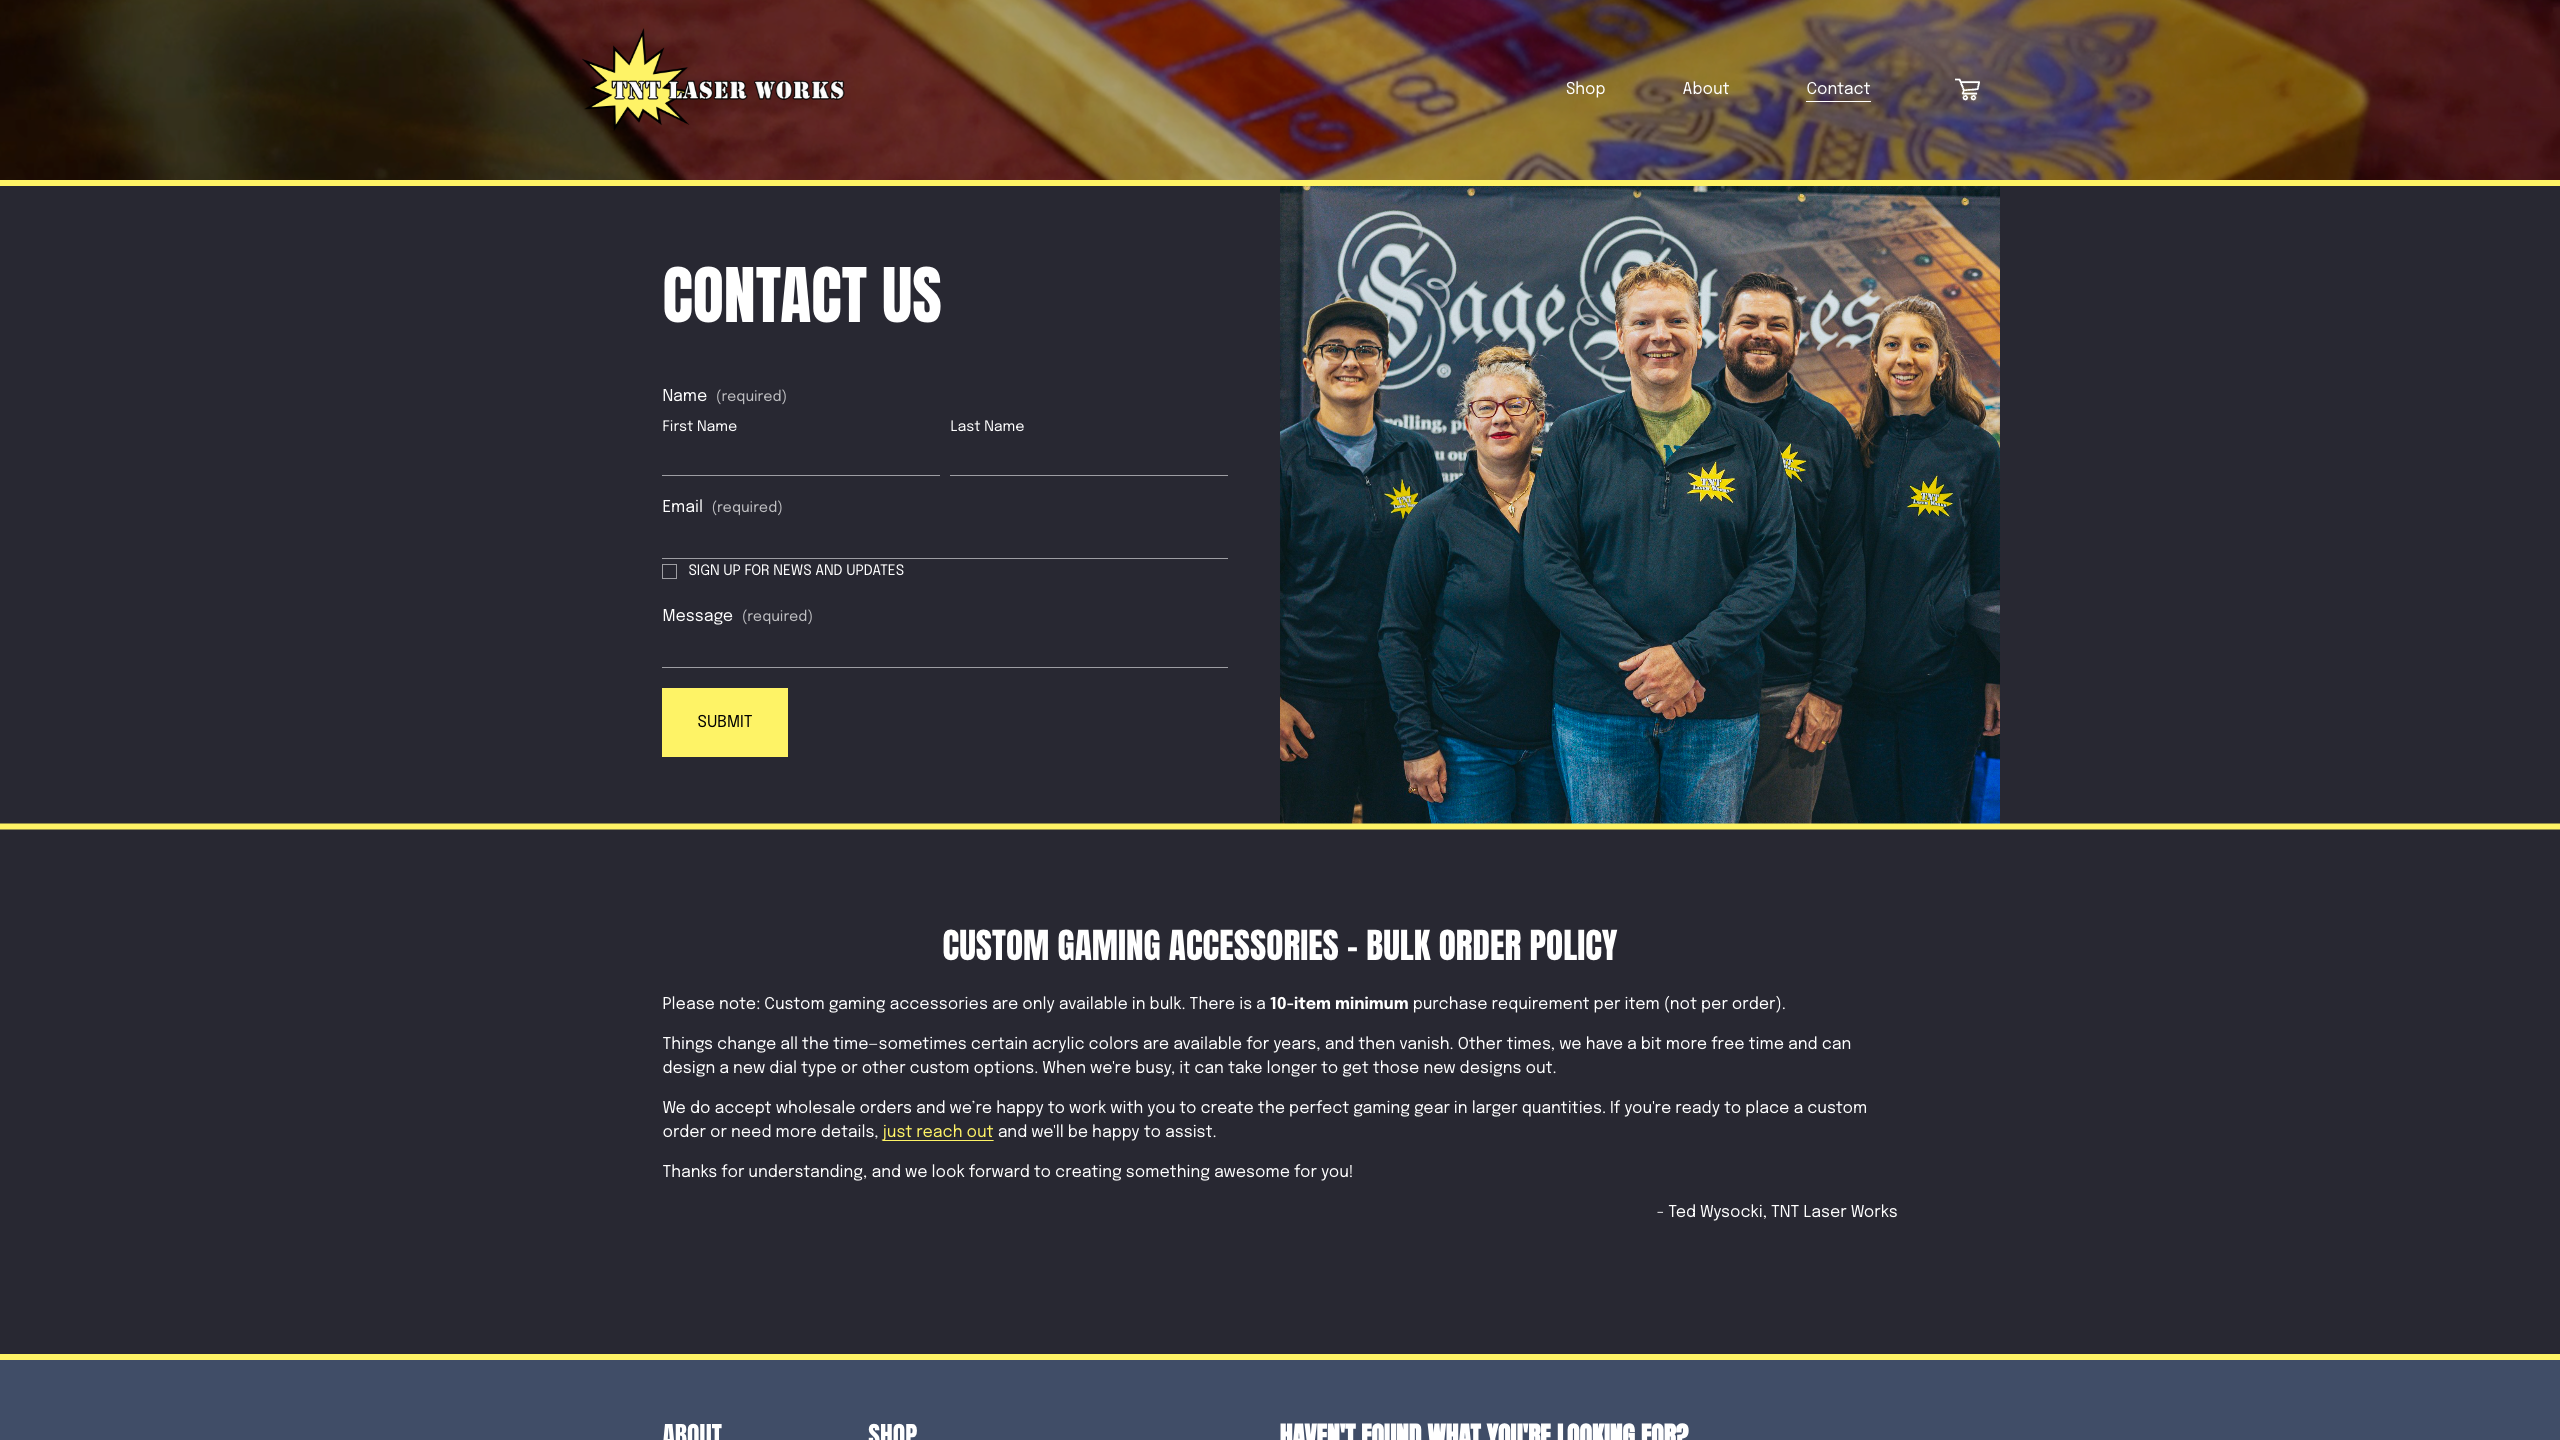 TNT LASER WORKS
Shop
About
Contact
CONTACT US
Name (required)
First Name
Last Name
Email (required)
SIGN UP FOR NEWS AND UPDATES
Message (required)
SUBMIT
Sage
rolling, p
u ou
TNT
TNT
TNT
CUSTOM GAMING ACCESSORIES - BULK ORDER POLICY
Please note: Custom gaming accessories are only available in bulk. There is a 10-item minimum purchase requirement per item (not per order).
Things change all the time—sometimes certain acrylic colors are available for years, and then vanish. Other times, we have a bit more free time and can
design a new dial type or other custom options. When we're busy, it can take longer to get those new designs out.
We do accept wholesale orders and we’re happy to work with you to create the perfect gaming gear in larger quantities. If you're ready to place a custom
order or need more details, just reach out and we'll be happy to assist.
Thanks for understanding, and we look forward to creating something awesome for you!
- Ted Wysocki, TNT Laser Works
ABOUT
SHOP
HAVEN'T FOUND WHAT YOU'RE LOOKING FOR?